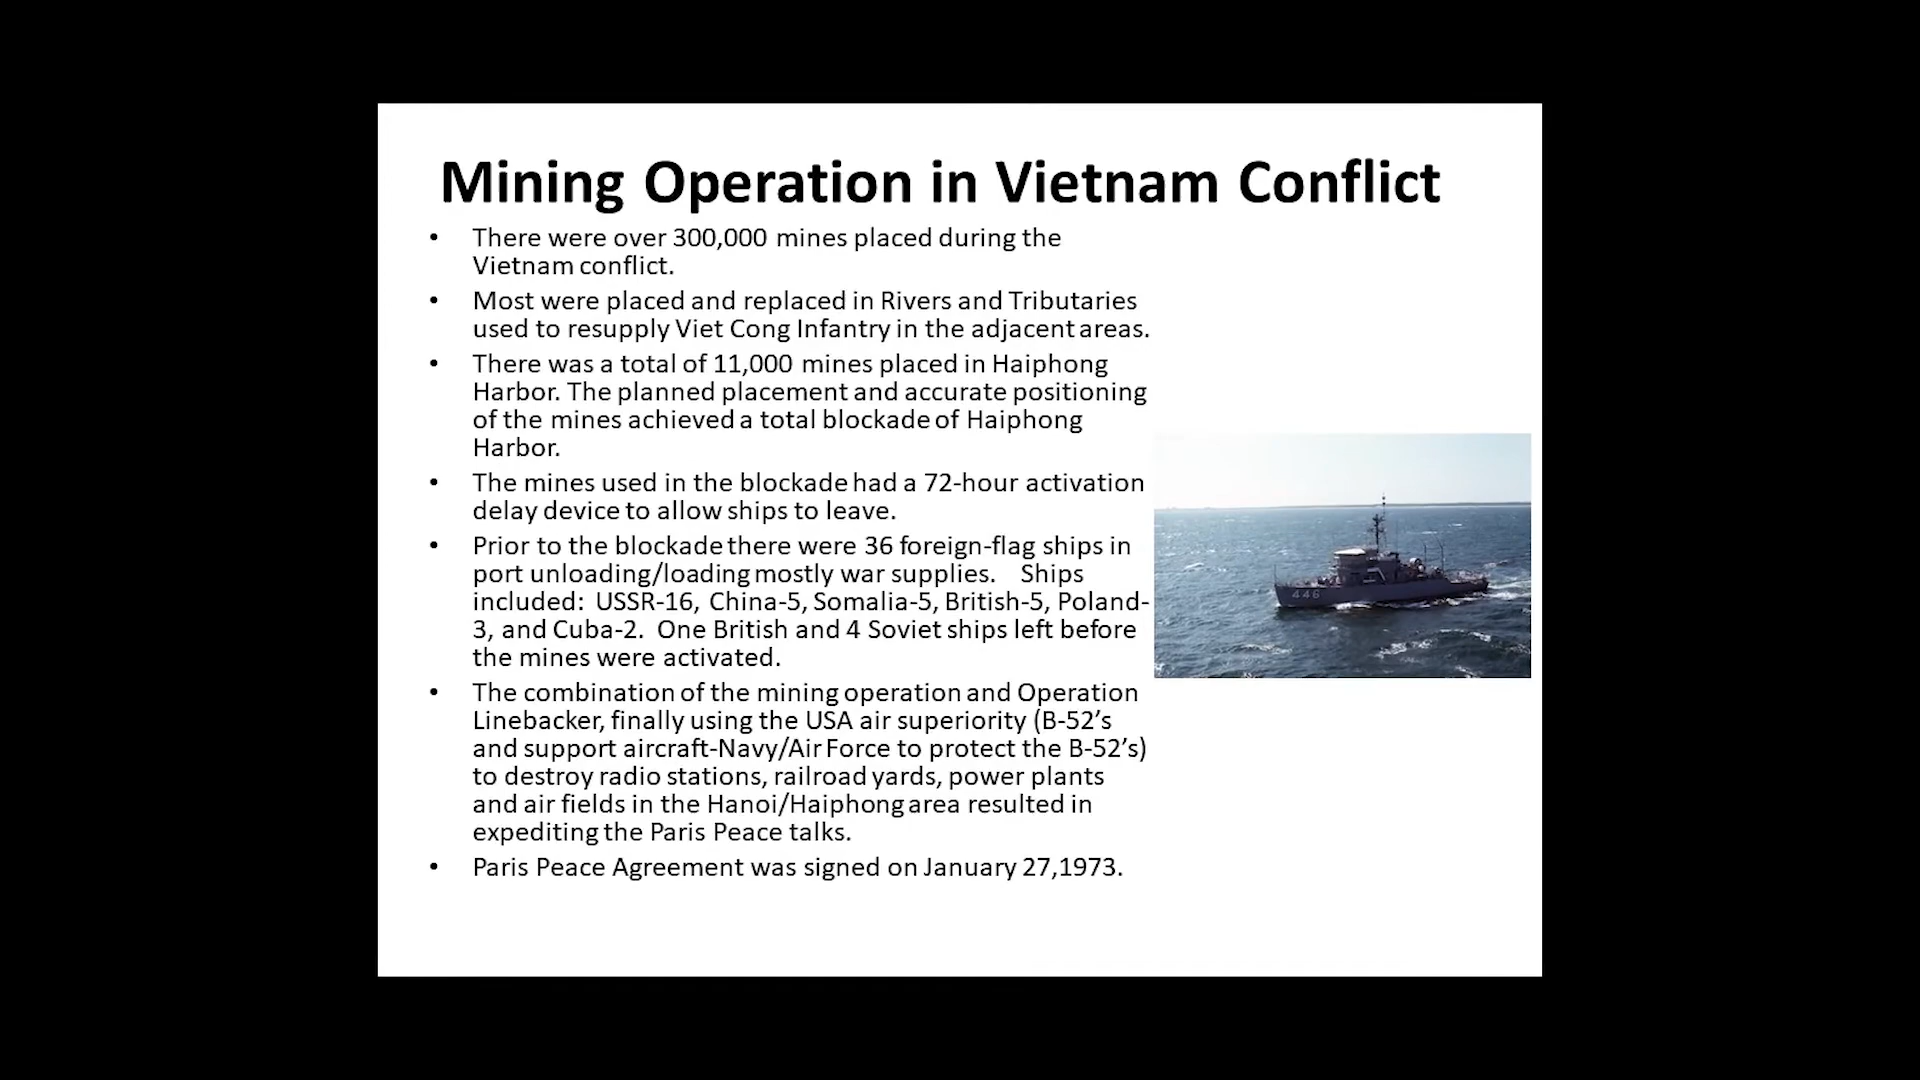 Mining Operation in Vietnam Conflict
• There were over 300,000 mines placed during the
Vietnam conflict.
• Most were placed and replaced in Rivers and Tributaries
used to resupply Viet Cong Infantry in the adjacent areas.
• There was a total of 11,000 mines placed in Haiphong
Harbor. The planned placement and accurate positioning
of the mines achieved a total blockade of Haiphong
Harbor.
• The mines used in the blockade had a 72-hour activation
delay device to allow ships to leave.
• Prior to the blockade there were 36 foreign-flag ships in
port unloading/loading mostly war supplies. Ships
included: USSR-16, China-5, Somalia-5, British-5, Poland-
3, and Cuba-2. One British and 4 Soviet ships left before
the mines were activated.
• The combination of the mining operation and Operation
Linebacker, finally using the USA air superiority (B-52’s
and support aircraft-Navy/Air Force to protect the B-52’s)
to destroy radio stations, railroad yards, power plants
and air fields in the Hanoi/Haiphong area resulted in
expediting the Paris Peace talks.
• Paris Peace Agreement was signed on January 27,1973.
446